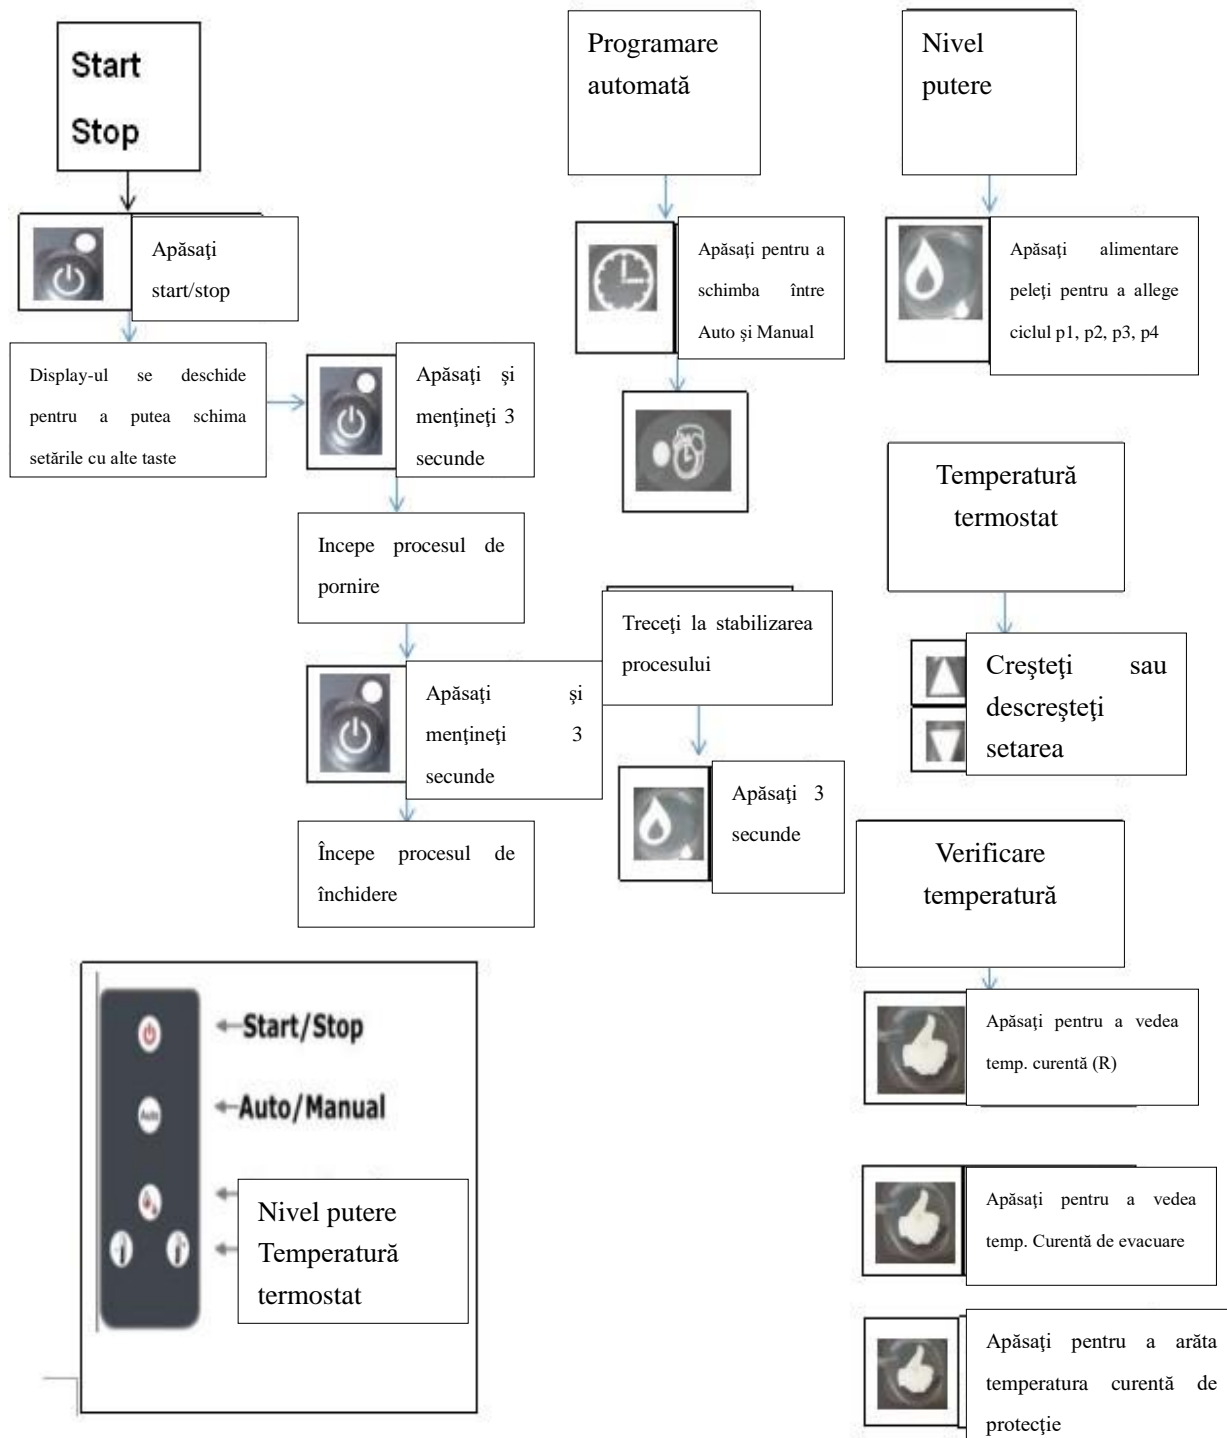 Start
Stop
Apăsaţi
start/stop
Display-ul se deschide
pentru a putea schima
setările cu alte taste
Apăsaţi şi
menţineţi 3
secunde
Incepe procesul de
pornire
Apăsaţi şi
menţineţi 3
secunde
Începe procesul de
închidere
Programare
automată
Apăsaţi pentru a
schimba între
Auto şi Manual
Treceţi la stabilizarea
procesului
Apăsaţi 3
secunde
Nivel
putere
Apăsaţi alimentare
peleţi pentru a allege
ciclul p1, p2, p3, p4
Temperatură
termostat
Creşteţi sau
descreşteţi
setarea
Verificare
temperatură
Apăsaţi pentru a vedea
temp. curentă (R)
Apăsaţi pentru a vedea
temp. Curentă de evacuare
Apăsaţi pentru a arăta
temperatura curentă de
protecţie
Start/Stop
Auto
Auto/Manual
Nivel putere
Temperatură
termostat